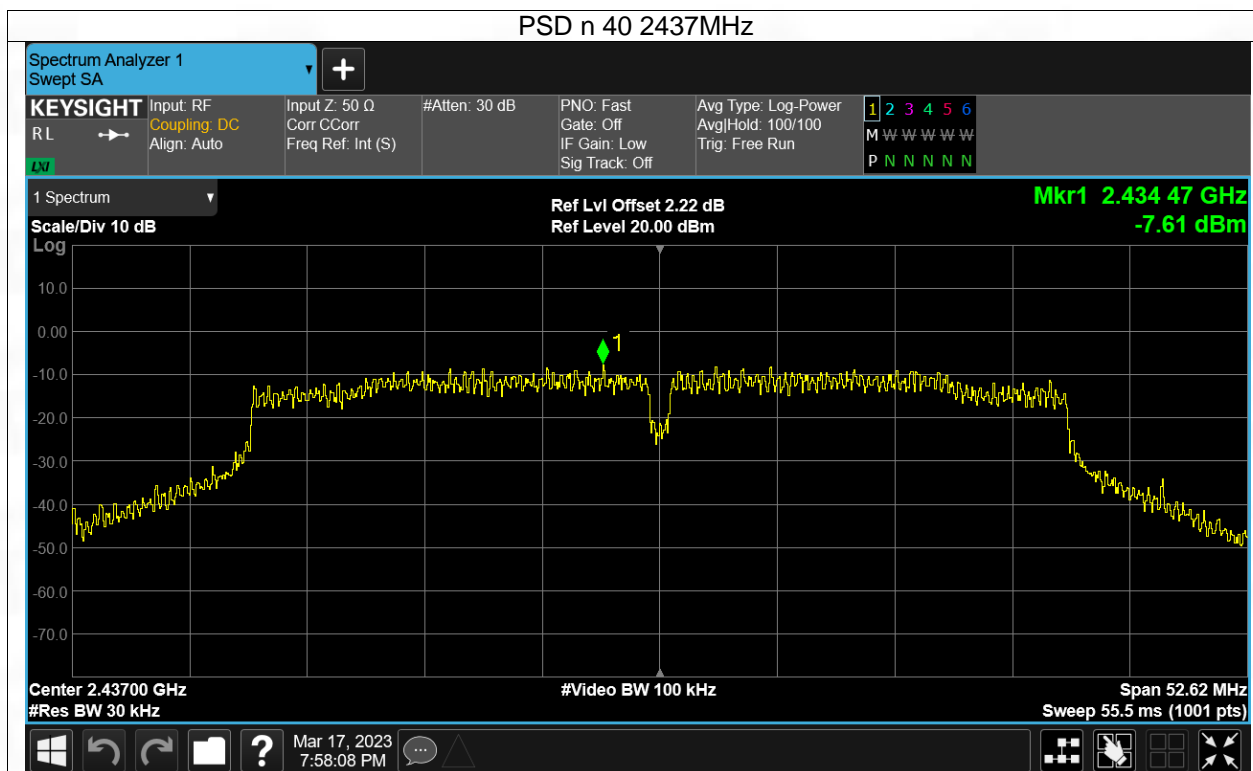 PSD n 40 2437MHz
Spectrum Analyzer 1
Swept SA
KEYSIGHT
RL
LXI
Input: RF
Coupling: DC
Align: Auto
Input Z: 50 Ω
Corr CCorr
Freq Ref: Int (S)
#Atten: 30 dB
PNO: Fast
Gate: Off
IF Gain: Low
Sig Track: Off
Avg Type: Log-Power
Avg|Hold: 100/100
Trig: Free Run
1 2 3 4 5 6
M W W W W W
P N N N N N
1 Spectrum
Scale/Div 10 dB
Ref Lvl Offset 2.22 dB
Ref Level 20.00 dBm
Mkr1 2.434 47 GHz
-7.61 dBm
Log
10.0
0.00
-10.0
-20.0
-30.0
-40.0
-50.0
-60.0
-70.0
1
Center 2.43700 GHz
#Res BW 30 kHz
#Video BW 100 kHz
Span 52.62 MHz
Sweep 55.5 ms (1001 pts)
?
Mar 17, 2023
7:58:08 PM